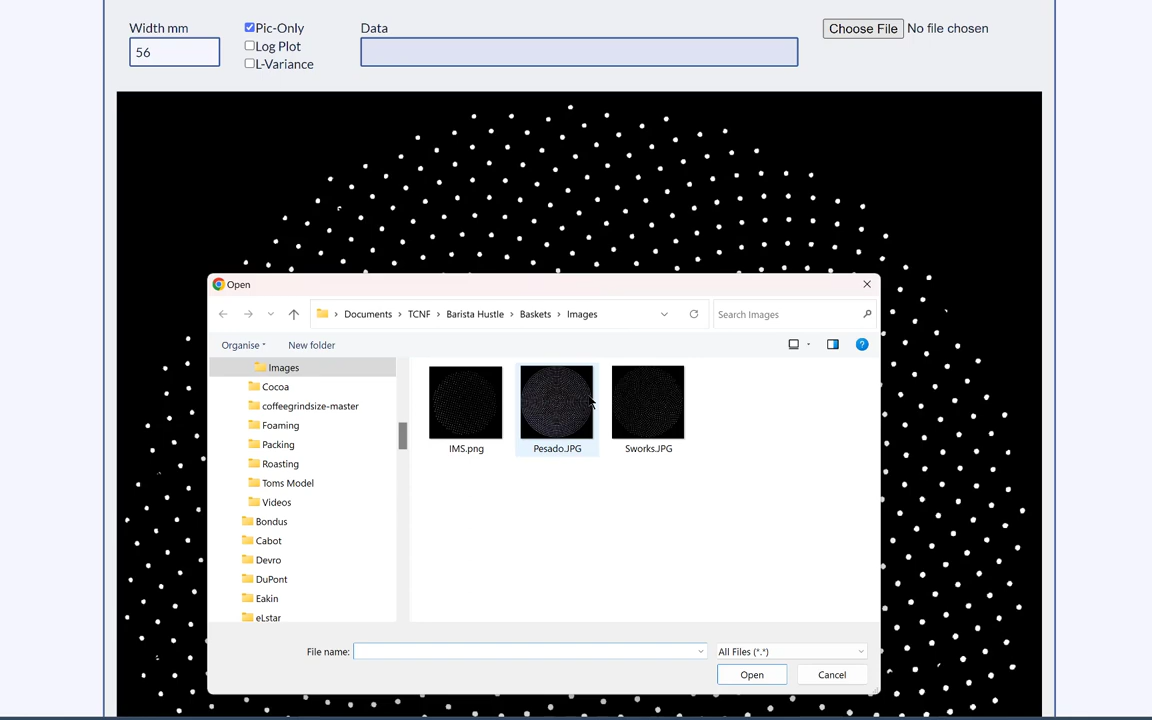 Width mm
56
Pic-Only
Log Plot
L-Variance
Data
Choose File No file chosen
Open
Documents > TCNF > Barista Hustle > Baskets > Images
Search Images
Organise
New folder
?
Images
Cocoa
coffeegrindsize-master
Foaming
Packing
Roasting
Toms Model
Videos
Bondus
Cabot
Devro
DuPont
Eakin
eLstar
IMS.png
Pesado.JPG
Sworks.JPG
File name:
All Files (*.*)
Open
Cancel